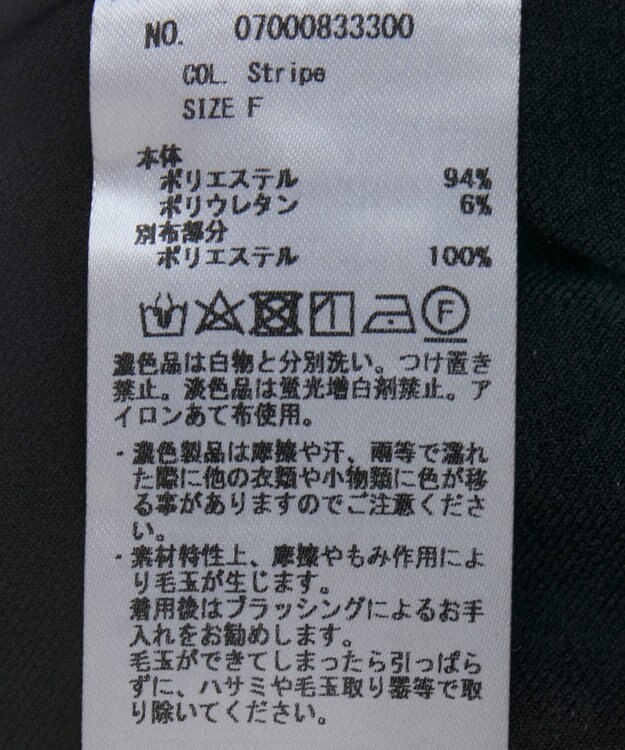 NO. 07000833300
COL. Stripe
SIZE F
本体
ポリエステル 94%
ポリウレタン 6%
別布部分
ポリエステル 100%
F
濃色品は白物と分別洗い。つけ置き
禁止。淡色品は蛍光増白剤禁止。ア
イロンあて布使用。
・濃色製品は摩擦や汗、雨等で濡れ
た際に他の衣類や小物類に色が移
る事がありますのでご注意くださ
い。
・素材特性上、摩擦やもみ作用によ
り毛玉が生じます。
着用後はブラッシングによるお手
入れをお勧めします。
毛玉ができてしまったら引っぱら
ずに、ハサミや毛玉取り器等で取
り除いてください。